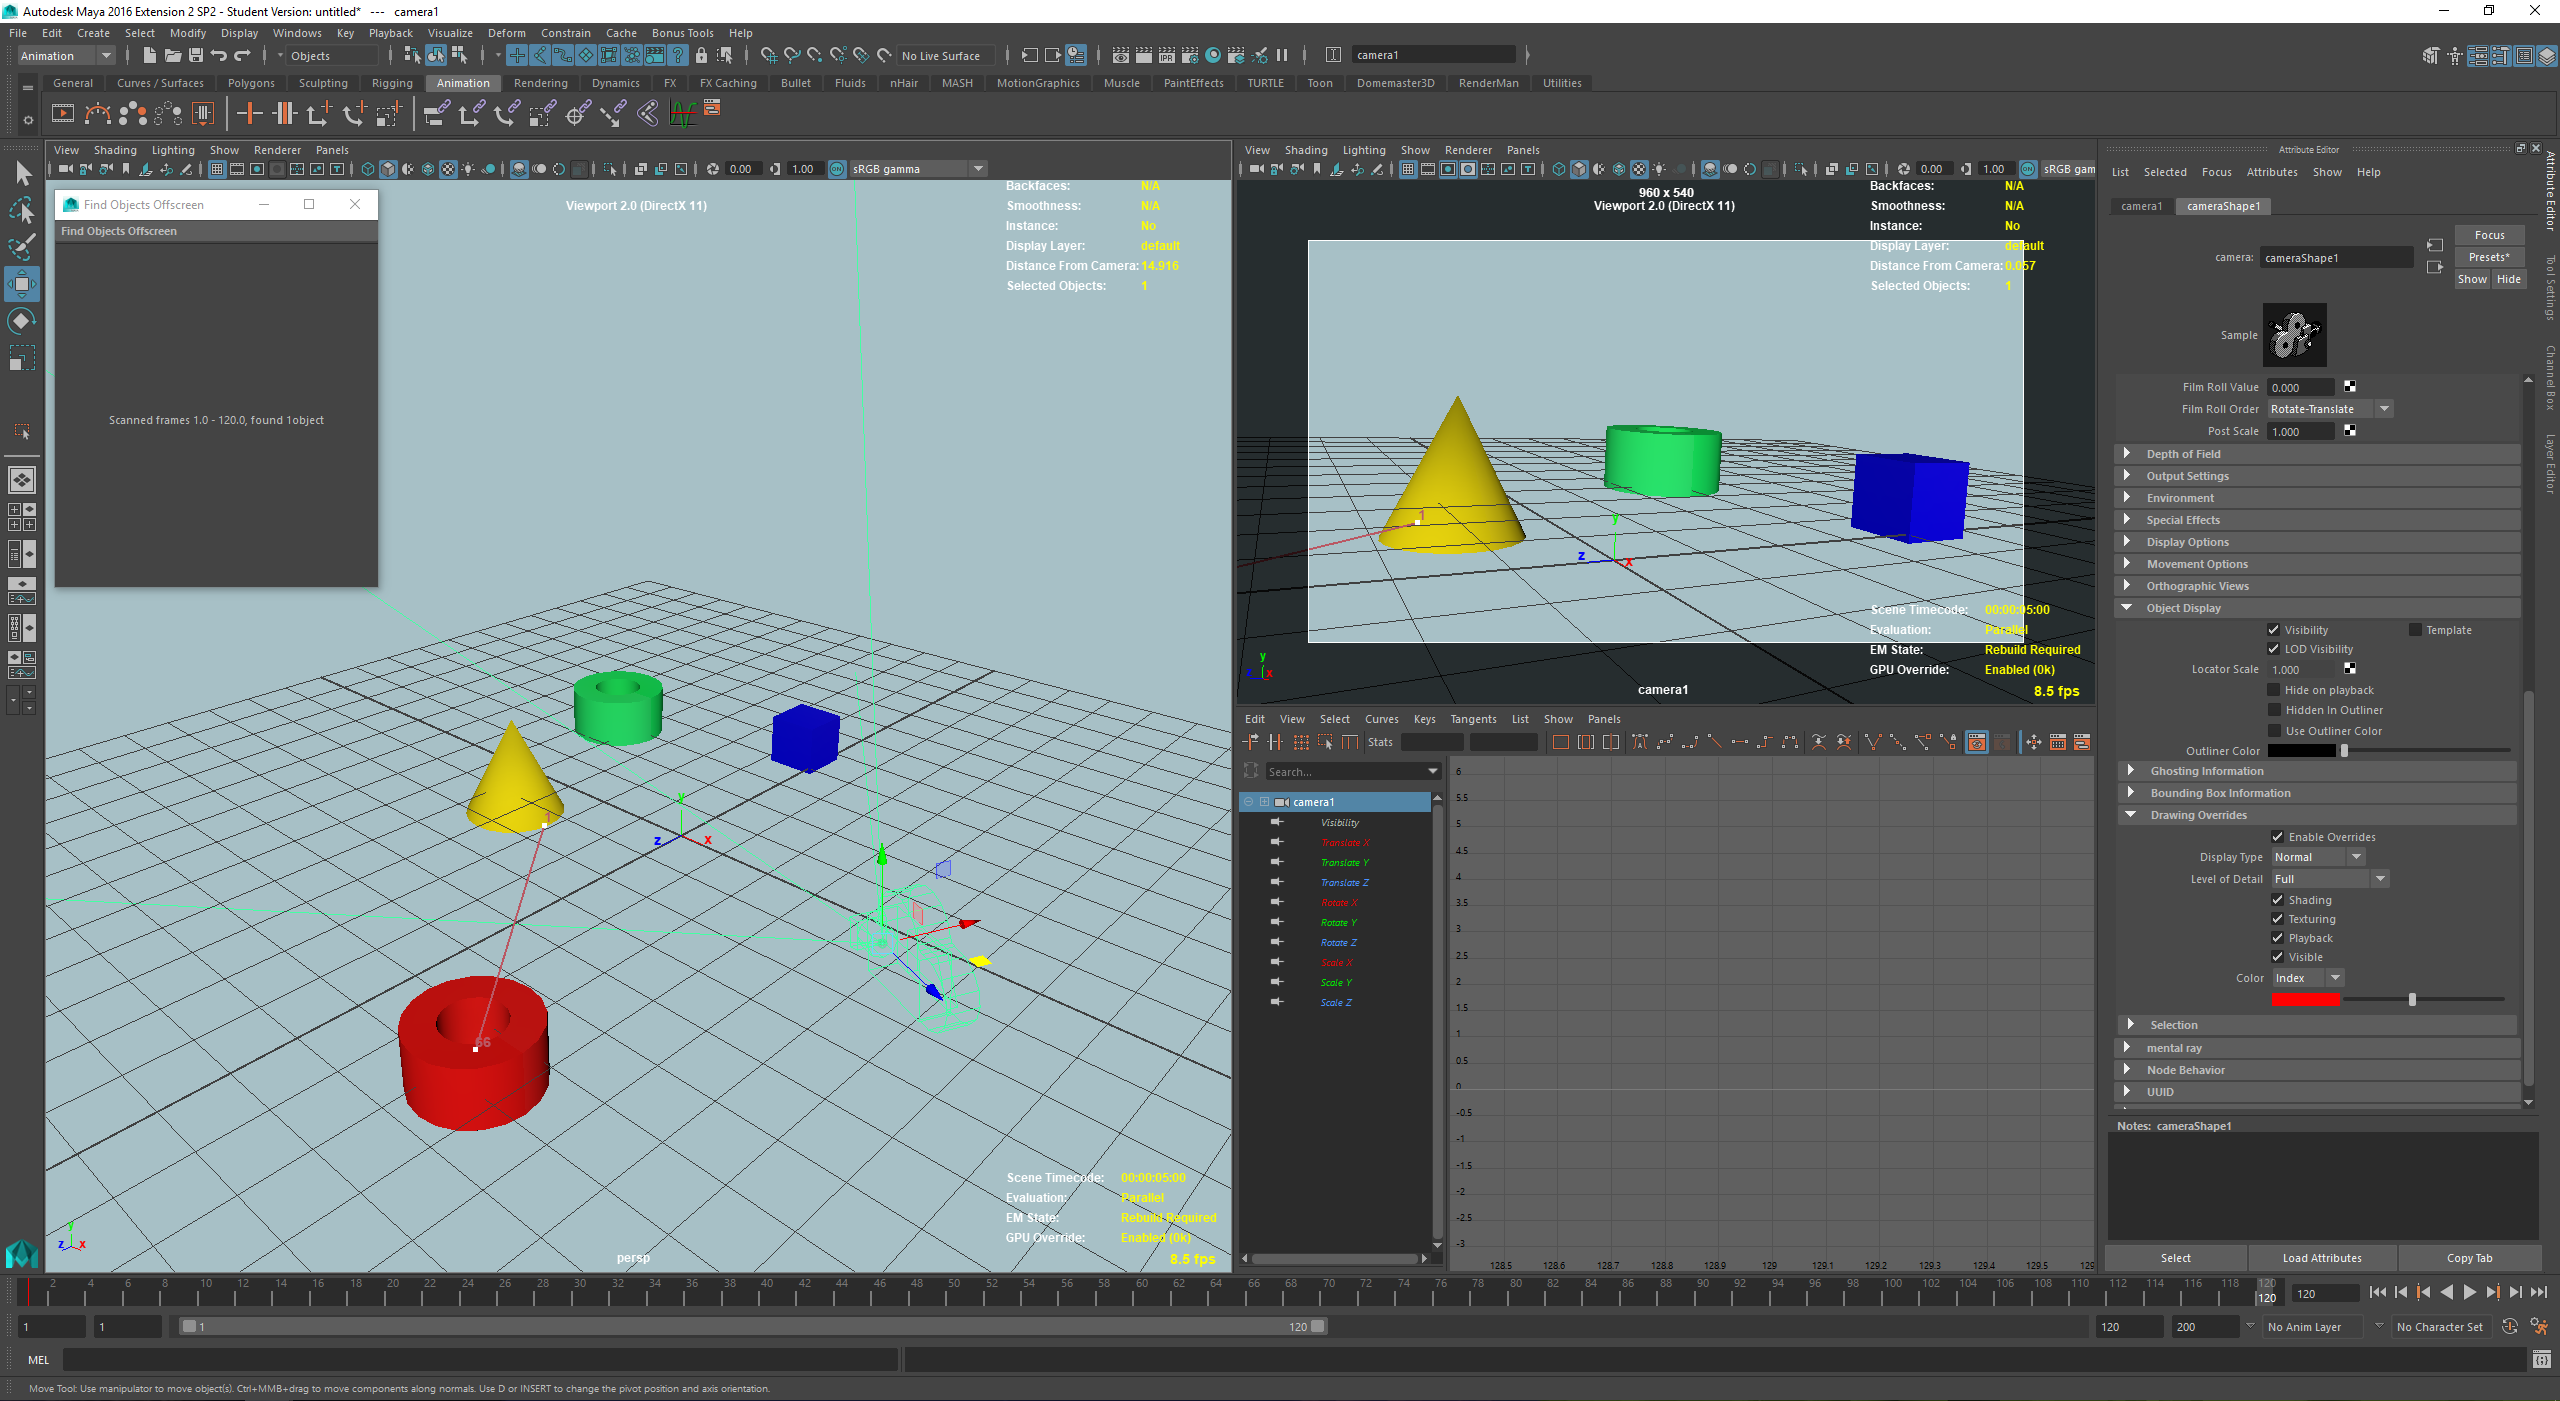 Autodesk Maya 2016 Extension 2 SP2 - Student Version: untitled*   ---   camera1
File Edit Create Select Modify Display Windows Key Playback Visualize Deform Constrain Cache Bonus Tools Help
Animation Objects No Live Surface camera1
General Curves / Surfaces Polygons Sculpting Rigging Animation Rendering Dynamics FX FX Caching Bullet Fluids nHair MASH MotionGraphics Muscle PaintEffects TURTLE Toon Domemaster3D RenderMan Utilities
View Shading Lighting Show Renderer Panels
0.00 1.00 sRGB gamma
Find Objects Offscreen
Find Objects Offscreen
Scanned frames 1.0 - 120.0, found 1object
Viewport 2.0 (DirectX 11)
Backfaces: N/A
Smoothness: N/A
Instance: No
Display Layer: default
Distance From Camera: 14.916
Selected Objects: 1
y
z x
1
66
Scene Timecode: 00:00:05:00
Evaluation: Parallel
EM State: Rebuild Required
GPU Override: Enabled (0k)
8.5 fps
persp
y
z x
View Shading Lighting Show Renderer Panels
0.00 1.00 sRGB gam
960 x 540
Viewport 2.0 (DirectX 11)
Backfaces: N/A
Smoothness: N/A
Instance: No
Display Layer: default
Distance From Camera: 0.057
Selected Objects: 1
1
y
z x
Scene Timecode: 00:00:05:00
Evaluation: Parallel
EM State: Rebuild Required
GPU Override: Enabled (0k)
8.5 fps
camera1
y
z x
Edit View Select Curves Keys Tangents List Show Panels
Stats
Search...
camera1
Visibility
Translate X
Translate Y
Translate Z
Rotate X
Rotate Y
Rotate Z
Scale X
Scale Y
Scale Z
6
5.5
5
4.5
4
3.5
3
2.5
2
1.5
1
0.5
0
-0.5
-1
-1.5
-2
-2.5
-3
128.5 128.6 128.7 128.8 128.9 129 129.1 129.2 129.3 129.4 129.5 129
Attribute Editor
List Selected Focus Attributes Show Help
camera1 cameraShape1
camera: cameraShape1
Focus
Presets*
Show Hide
Sample
Film Roll Value 0.000
Film Roll Order Rotate-Translate
Post Scale 1.000
Depth of Field
Output Settings
Environment
Special Effects
Display Options
Movement Options
Orthographic Views
Object Display
Visibility Template
LOD Visibility
Locator Scale 1.000
Hide on playback
Hidden In Outliner
Use Outliner Color
Outliner Color
Ghosting Information
Bounding Box Information
Drawing Overrides
Enable Overrides
Display Type Normal
Level of Detail Full
Shading
Texturing
Playback
Visible
Color Index
Selection
mental ray
Node Behavior
UUID
Notes: cameraShape1
Select Load Attributes Copy Tab
Attribute Editor
Tool Settings
Channel Box
Layer Editor
2 4 6 8 10 12 14 16 18 20 22 24 26 28 30 32 34 36 38 40 42 44 46 48 50 52 54 56 58 60 62 64 66 68 70 72 74 76 78 80 82 84 86 88 90 92 94 96 98 100 102 104 106 108 110 112 114 116 118 120
120
120
1 1 1 120 120 200 No Anim Layer No Character Set
MEL
Move Tool: Use manipulator to move object(s). Ctrl+MMB+drag to move components along normals. Use D or INSERT to change the pivot position and axis orientation.